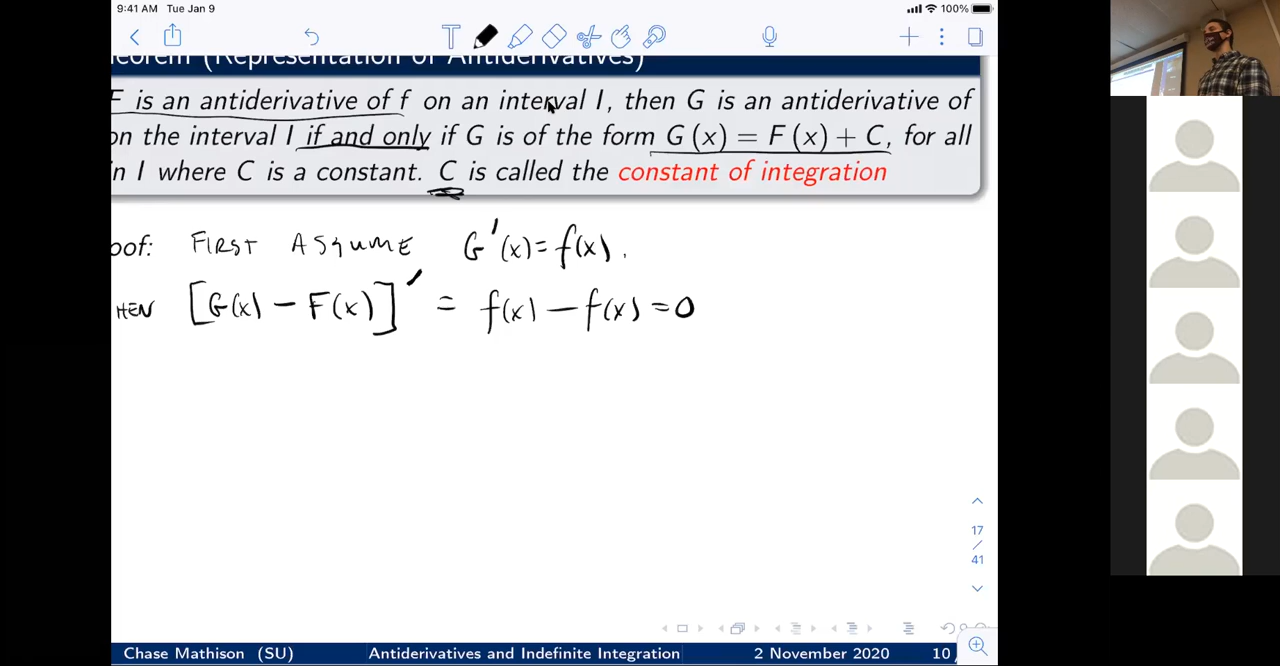 9:41 AM Tue Jan 9
100%
(Representation of Antiderivatives)
F is an antiderivative of f on an interval I, then G is an antiderivative of
on the interval I if and only if G is of the form G (x) = F (x) + C, for all
in I where C is a constant. C is called the constant of integration
oof: FIRST ASSUME G'(x) = f(x).
HEN [G(x) − F(x)]' = f(x) − f(x) = 0
17
/
41
Chase Mathison (SU) Antiderivatives and Indefinite Integration 2 November 2020 10